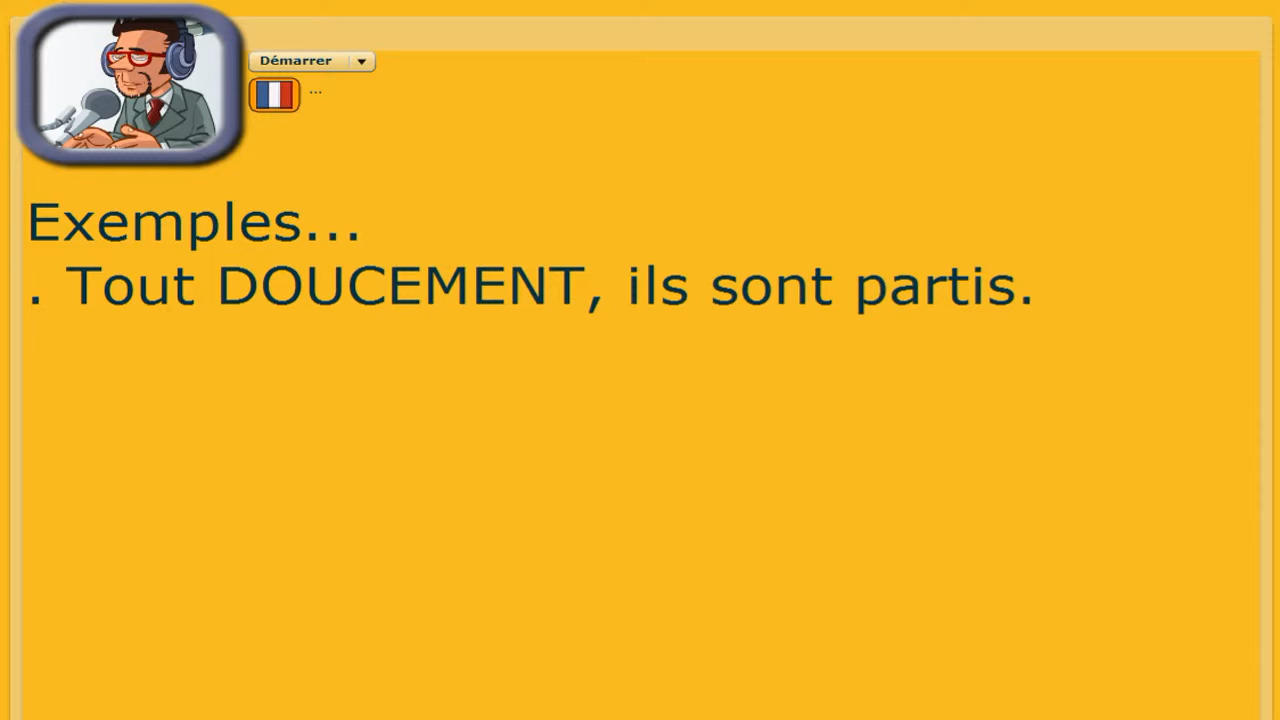 Démarrer
...
Exemples...
. Tout DOUCEMENT, ils sont partis.